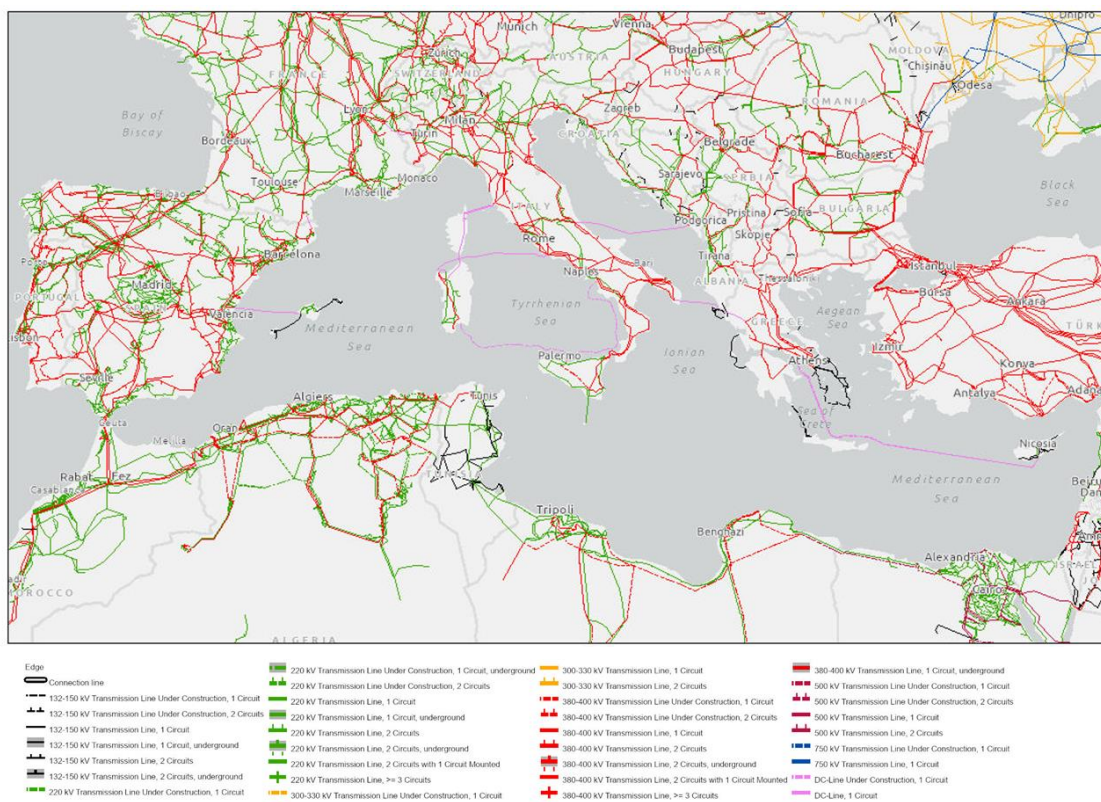 Munich
Vienna
Dnipro
Zürich
Budapest
MOLDOVA
FRANCE
SWITZERLAND
AUSTRIA
HUNGARY
Chișinău
Odesa
Bay of
Biscay
Lyon
Milan
Turin
Zagreb
ROMANIA
CROATIA
Bordeaux
Belgrade
Bucharest
Toulouse
Marseille
Monaco
Sarajevo
SERBIA
Black
Sea
Bilbao
ITALY
Podgorica
Pristina
Sofia
BULGARIA
Rome
Skopje
Barcelona
Naples
Bari
Tirana
Istanbul
Porto
Madrid
ALBANIA
Thessaloniki
Bursa
Ankara
PORTUGAL
Valencia
Tyrrhenian
Sea
Aegean
Sea
GREECE
TÜRK
Lisbon
Mediterranean
Sea
Izmir
Palermo
Ionian
Sea
Athens
Konya
Seville
Antalya
Adana
Algiers
Tunis
Sea of
Crete
Ceuta
Oran
Melilla
Nicosia
Rabat
Fez
TUNISIA
Mediterranean
Sea
Casablanca
Tripoli
Benghazi
Alexandria
ISRAEL
Cairo
MOROCCO
ALGERIA
Edge
Connection line
132-150 kV Transmission Line Under Construction, 1 Circuit
132-150 kV Transmission Line Under Construction, 2 Circuits
132-150 kV Transmission Line, 1 Circuit
132-150 kV Transmission Line, 1 Circuit, underground
132-150 kV Transmission Line, 2 Circuits
132-150 kV Transmission Line, 2 Circuits, underground
220 kV Transmission Line Under Construction, 1 Circuit
220 kV Transmission Line Under Construction, 1 Circuit, underground
220 kV Transmission Line Under Construction, 2 Circuits
220 kV Transmission Line, 1 Circuit
220 kV Transmission Line, 1 Circuit, underground
220 kV Transmission Line, 2 Circuits
220 kV Transmission Line, 2 Circuits, underground
220 kV Transmission Line, 2 Circuits with 1 Circuit Mounted
220 kV Transmission Line, >= 3 Circuits
300-330 kV Transmission Line Under Construction, 1 Circuit
300-330 kV Transmission Line, 1 Circuit
300-330 kV Transmission Line, 2 Circuits
380-400 kV Transmission Line Under Construction, 1 Circuit
380-400 kV Transmission Line Under Construction, 2 Circuits
380-400 kV Transmission Line, 1 Circuit
380-400 kV Transmission Line, 2 Circuits
380-400 kV Transmission Line, 2 Circuits, underground
380-400 kV Transmission Line, 2 Circuits with 1 Circuit Mounted
380-400 kV Transmission Line, >= 3 Circuits
380-400 kV Transmission Line, 1 Circuit, underground
500 kV Transmission Line Under Construction, 1 Circuit
500 kV Transmission Line Under Construction, 2 Circuits
500 kV Transmission Line, 1 Circuit
500 kV Transmission Line, 2 Circuits
750 kV Transmission Line Under Construction, 1 Circuit
750 kV Transmission Line, 1 Circuit
DC-Line Under Construction, 1 Circuit
DC-Line, 1 Circuit